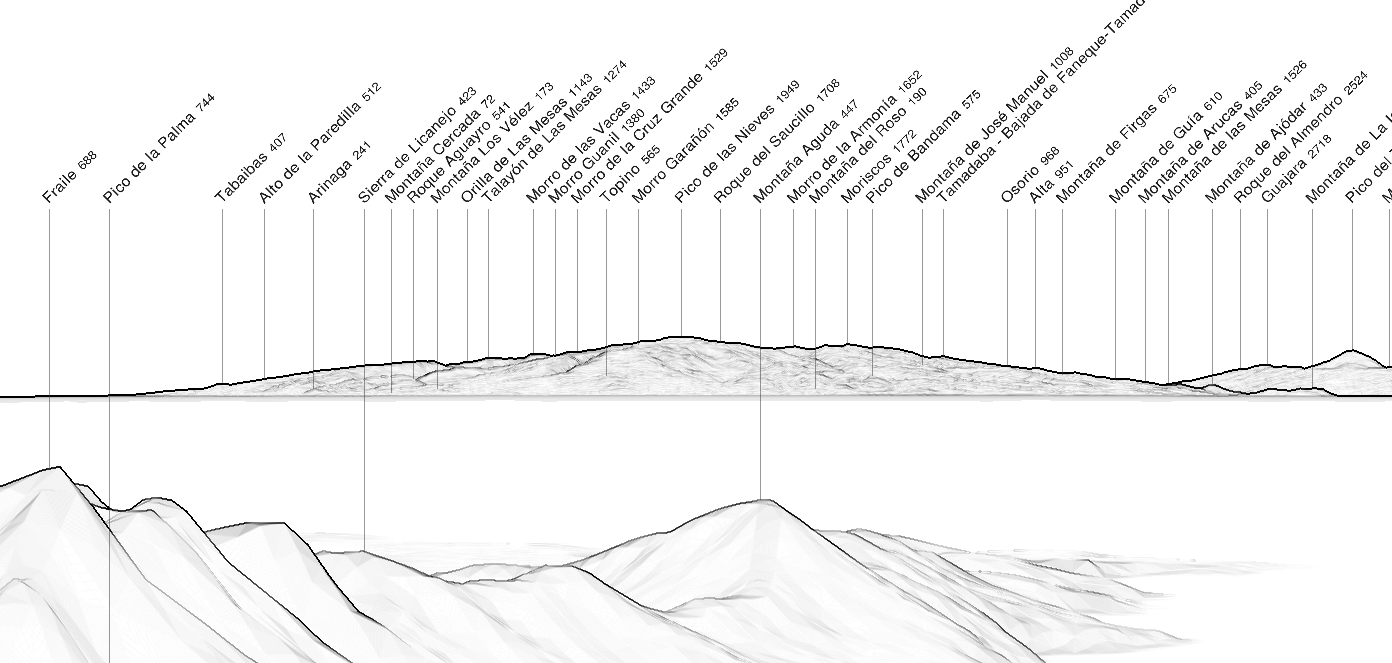 Fraile 688
Pico de la Palma 744
Tabaibas 407
Alto de la Paredilla 512
Arinaga 241
Sierra de Licanejo 423
Montaña Cercada 72
Roque Aguayro 541
Montaña Los Vélez 173
Orilla de Las Mesas 1143
Talayón de Las Mesas 1274
Morro de las Vacas 1433
Morro Guanil 1380
Morro de la Cruz Grande 1529
Topino 565
Morro Garañón 1585
Pico de las Nieves 1949
Roque del Saucillo 1708
Montaña Aguda 447
Morro de la Armonía 1652
Montaña del Roso 190
Moriscos 1772
Pico de Bandama 575
Montaña de José Manuel 1008
Tamadaba - Bajada de Faneque-Tamad
Osorio 968
Alta 951
Montaña de Firgas 675
Montaña de Guía 610
Montaña de Arucas 405
Montaña de las Mesas 1526
Montaña de Ajódar 433
Roque del Almendro 2524
Guajara 2718
Montaña de La
Pico del